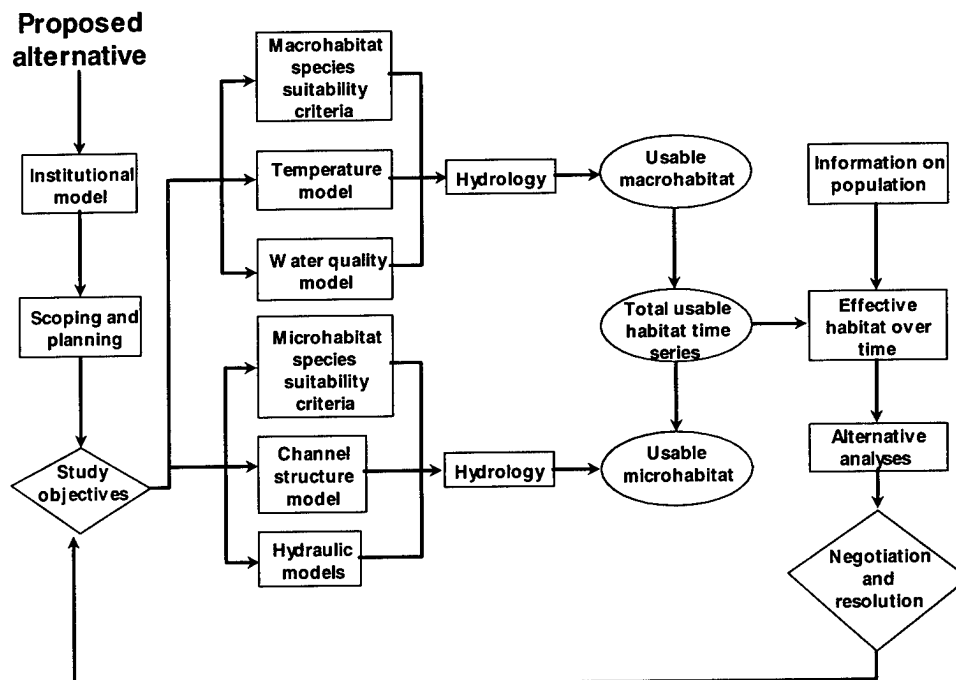 Proposed
alternative
Institutional
model
Scoping and
planning
Study
objectives
Macrohabitat
species
suitability
criteria
Temperature
model
Water quality
model
Microhabitat
species
suitability
criteria
Channel
structure
model
Hydraulic
models
Hydrology
Hydrology
Usable
macrohabitat
Total usable
habitat time
series
Usable
microhabitat
Information on
population
Effective
habitat over
time
Alternative
analyses
Negotiation
and
resolution